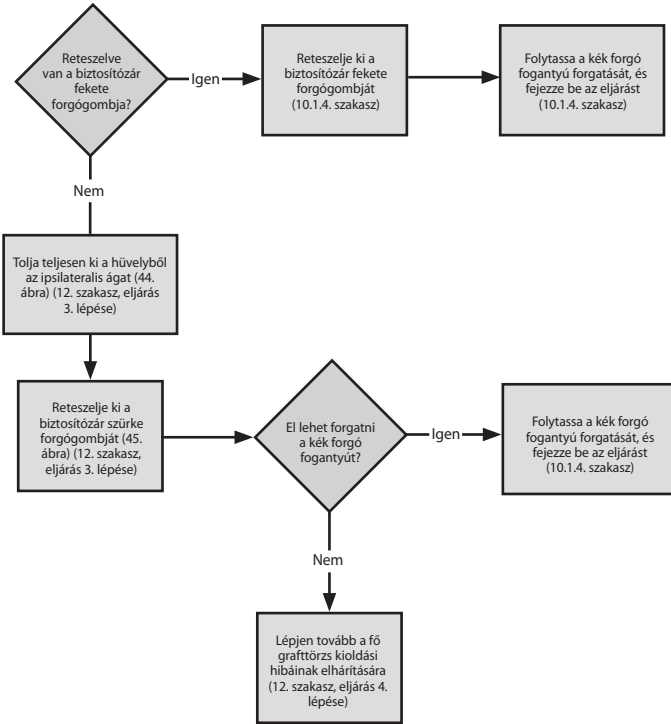 Reteszelve
van a biztosítózár
fekete
forgógombja?
Igen
Reteszelje ki a
biztosítózár fekete
forgógombját
(10.1.4. szakasz)
Folytassa a kék forgó
fogantyú forgatását, és
fejezze be az eljárást
(10.1.4. szakasz)
Nem
Tolja teljesen ki a hüvelyből
az ipsilateralis ágat (44.
ábra) (12. szakasz, eljárás
3. lépése)
Reteszelje ki a
biztosítózár szürke
forgógombját (45.
ábra) (12. szakasz,
eljárás 3. lépése)
El lehet forgatni
a kék forgó
fogantyút?
Igen
Folytassa a kék forgó
fogantyú forgatását, és
fejezze be az eljárást
(10.1.4. szakasz)
Nem
Lépjen tovább a fő
grafttörzs kioldási
hibáinak elhárítására
(12. szakasz, eljárás 4.
lépése)